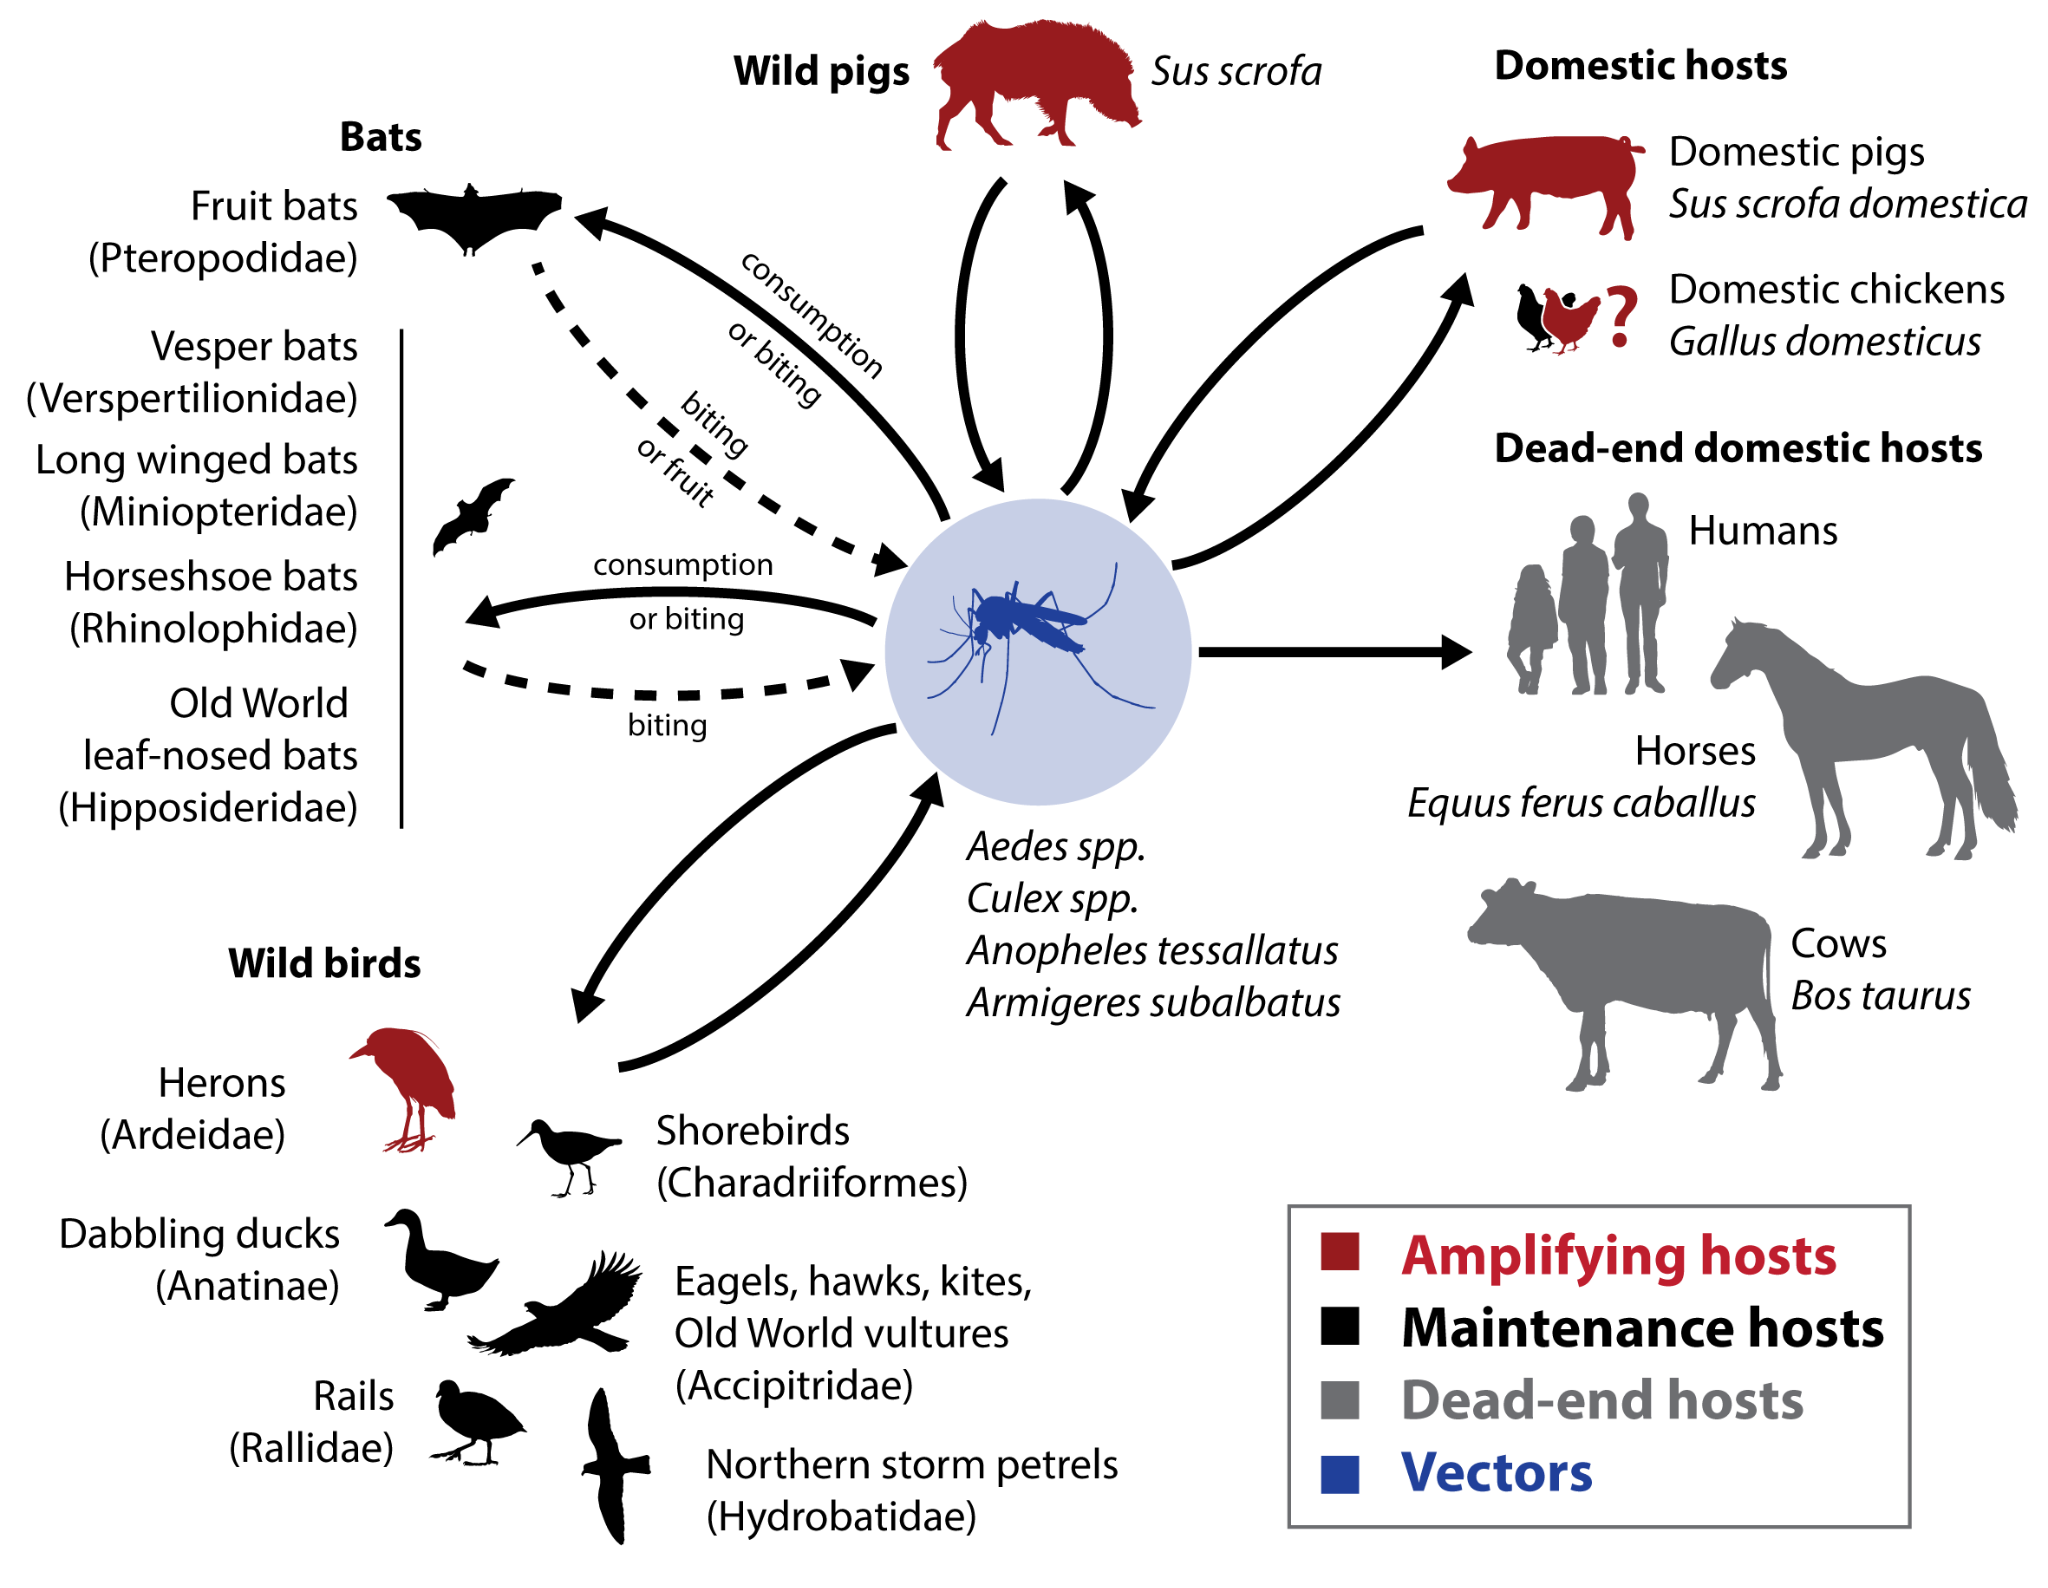 Wild pigs
Sus scrofa
Domestic hosts
Domestic pigs
Sus scrofa domestica
Domestic chickens
Gallus domesticus
?
Bats
Fruit bats
(Pteropodidae)
Vesper bats
(Verspertilionidae)
Long winged bats
(Miniopteridae)
Horseshsoe bats
(Rhinolophidae)
Old World
leaf-nosed bats
(Hipposideridae)
consumption
or biting
biting
or fruit
consumption
or biting
biting
Dead-end domestic hosts
Humans
Horses
Equus ferus caballus
Cows
Bos taurus
Aedes spp.
Culex spp.
Anopheles tessallatus
Armigeres subalbatus
Wild birds
Herons
(Ardeidae)
Shorebirds
(Charadriiformes)
Dabbling ducks
(Anatinae)
Eagels, hawks, kites,
Old World vultures
(Accipitridae)
Rails
(Rallidae)
Northern storm petrels
(Hydrobatidae)
Amplifying hosts
Maintenance hosts
Dead-end hosts
Vectors